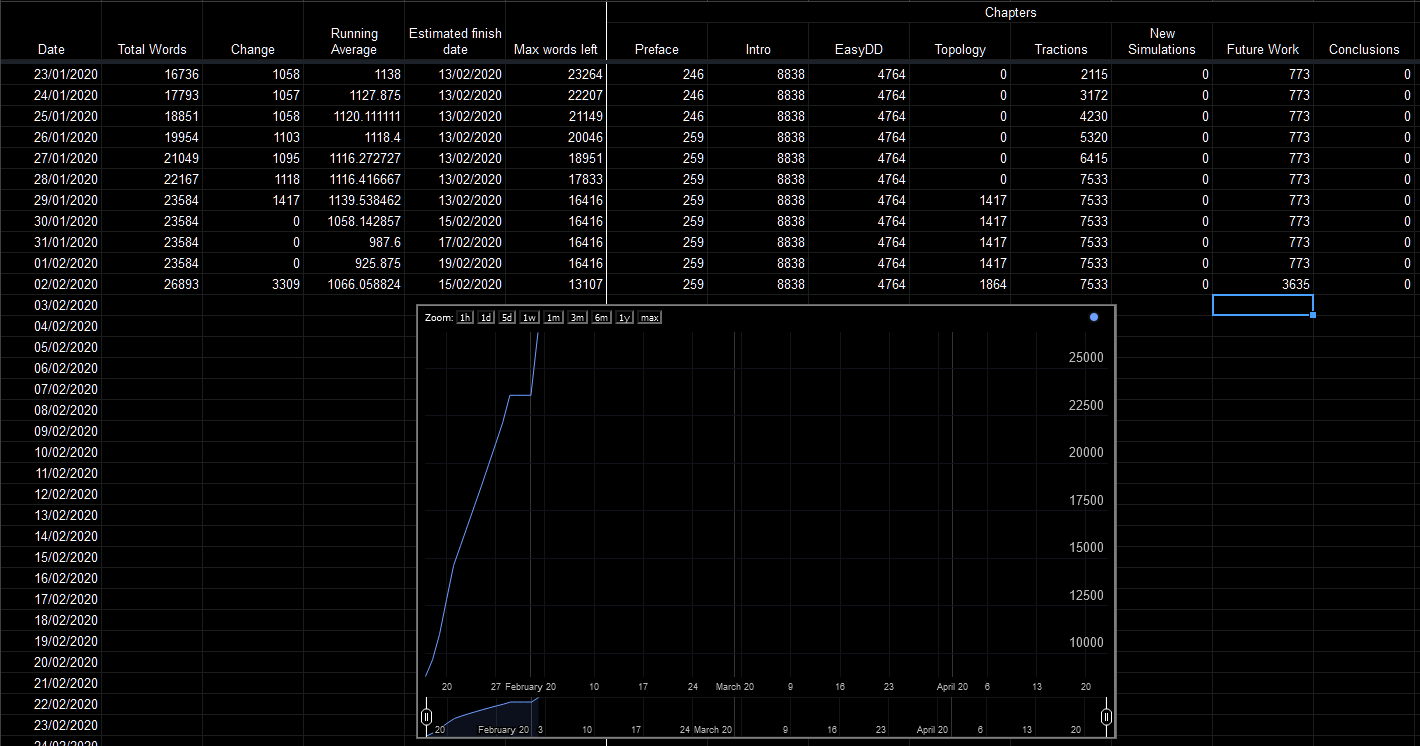 Chapters
Date Total Words Change Running Average Estimated finish date Max words left Preface Intro EasyDD Topology Tractions New Simulations Future Work Conclusions
23/01/2020 16736 1058 1138 13/02/2020 23264 246 8838 4764 0 2115 0 773 0
24/01/2020 17793 1057 1127.875 13/02/2020 22207 246 8838 4764 0 3172 0 773 0
25/01/2020 18851 1058 1120.111111 13/02/2020 21149 246 8838 4764 0 4230 0 773 0
26/01/2020 19954 1103 1118.4 13/02/2020 20046 259 8838 4764 0 5320 0 773 0
27/01/2020 21049 1095 1116.272727 13/02/2020 18951 259 8838 4764 0 6415 0 773 0
28/01/2020 22167 1118 1116.416667 13/02/2020 17833 259 8838 4764 0 7533 0 773 0
29/01/2020 23584 1417 1139.538462 13/02/2020 16416 259 8838 4764 1417 7533 0 773 0
30/01/2020 23584 0 1058.142857 15/02/2020 16416 259 8838 4764 1417 7533 0 773 0
31/01/2020 23584 0 987.6 17/02/2020 16416 259 8838 4764 1417 7533 0 773 0
01/02/2020 23584 0 925.875 19/02/2020 16416 259 8838 4764 1417 7533 0 773 0
02/02/2020 26893 3309 1066.058824 15/02/2020 13107 259 8838 4764 1864 7533 0 3635 0
03/02/2020
04/02/2020
05/02/2020
06/02/2020
07/02/2020
08/02/2020
09/02/2020
10/02/2020
11/02/2020
12/02/2020
13/02/2020
14/02/2020
15/02/2020
16/02/2020
17/02/2020
18/02/2020
19/02/2020
20/02/2020
21/02/2020
22/02/2020
23/02/2020
24/02/2020
Zoom: 1h 1d 5d 1w 1m 3m 6m 1y max
25000
22500
20000
17500
15000
12500
10000
20 27 February 20 10 17 24 March 20 9 16 23 April 20 6 13 20
20 February 20 3 10 17 24 March 20 9 16 23 April 20 6 13 20